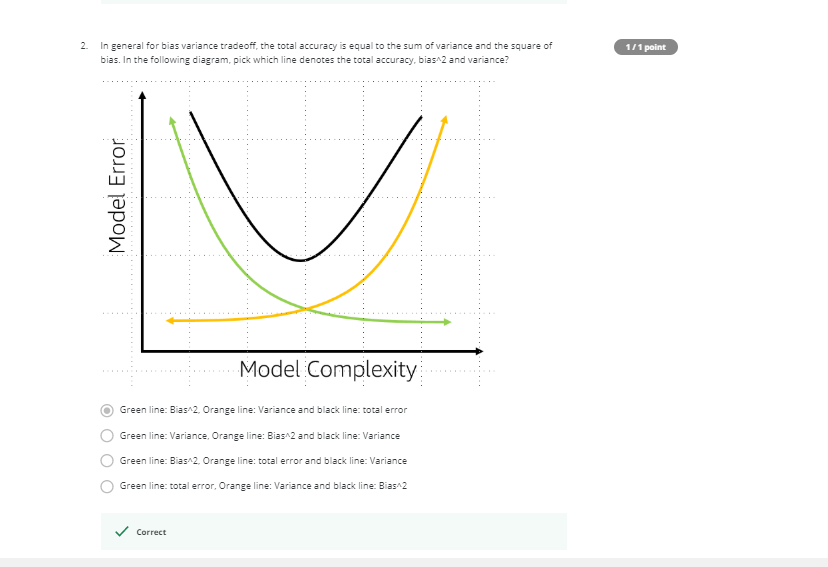 2. In general for bias variance tradeoff, the total accuracy is equal to the sum of variance and the square of
bias. In the following diagram, pick which line denotes the total accuracy, bias^2 and variance?
1 / 1 point
Model Error
Model Complexity
Green line: Bias^2, Orange line: Variance and black line: total error
Green line: Variance, Orange line: Bias^2 and black line: Variance
Green line: Bias^2, Orange line: total error and black line: Variance
Green line: total error, Orange line: Variance and black line: Bias^2
Correct